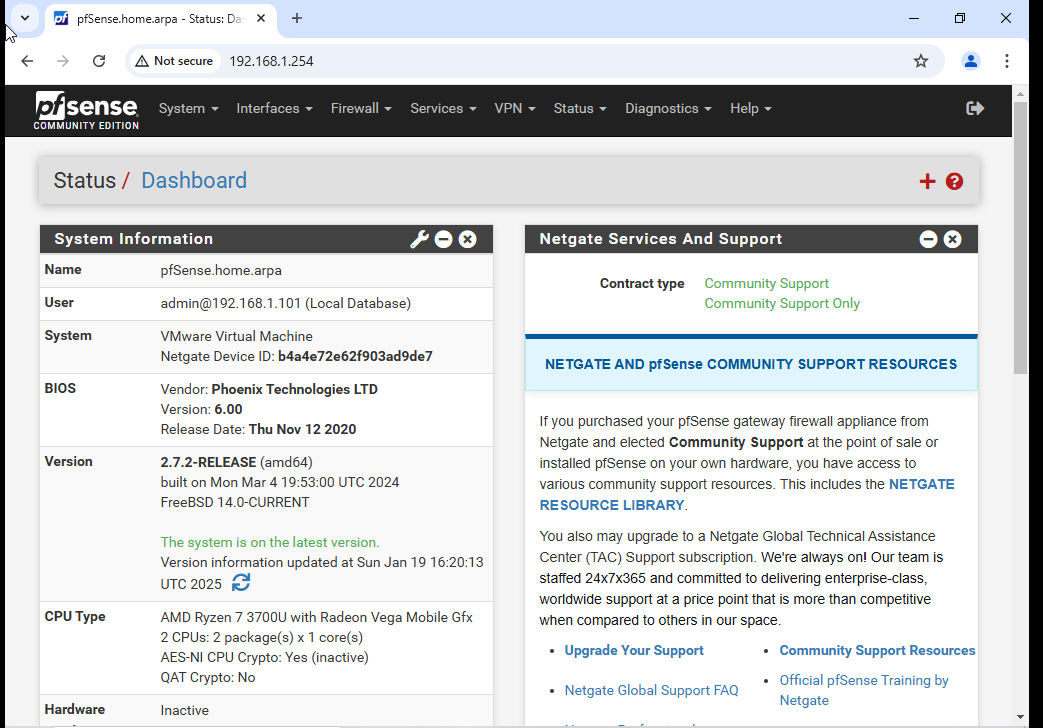 pfSense.home.arpa - Status: Da
Not secure
192.168.1.254
pfsense
COMMUNITY EDITION
System
Interfaces
Firewall
Services
VPN
Status
Diagnostics
Help
Status / Dashboard
System Information
Name
pfSense.home.arpa
User
admin@192.168.1.101 (Local Database)
System
VMware Virtual Machine
Netgate Device ID: b4a4e72e62f903ad9de7
BIOS
Vendor: Phoenix Technologies LTD
Version: 6.00
Release Date: Thu Nov 12 2020
Version
2.7.2-RELEASE (amd64)
built on Mon Mar 4 19:53:00 UTC 2024
FreeBSD 14.0-CURRENT
The system is on the latest version.
Version information updated at Sun Jan 19 16:20:13
UTC 2025
CPU Type
AMD Ryzen 7 3700U with Radeon Vega Mobile Gfx
2 CPUs: 2 package(s) x 1 core(s)
AES-NI CPU Crypto: Yes (inactive)
QAT Crypto: No
Hardware
Inactive
Netgate Services And Support
Contract type
Community Support
Community Support Only
NETGATE AND pfSense COMMUNITY SUPPORT RESOURCES
If you purchased your pfSense gateway firewall appliance from
Netgate and elected Community Support at the point of sale or
installed pfSense on your own hardware, you have access to
various community support resources. This includes the NETGATE
RESOURCE LIBRARY.
You also may upgrade to a Netgate Global Technical Assistance
Center (TAC) Support subscription. We're always on! Our team is
staffed 24x7x365 and committed to delivering enterprise-class,
worldwide support at a price point that is more than competitive
when compared to others in our space.
Upgrade Your Support
Netgate Global Support FAQ
Community Support Resources
Official pfSense Training by
Netgate